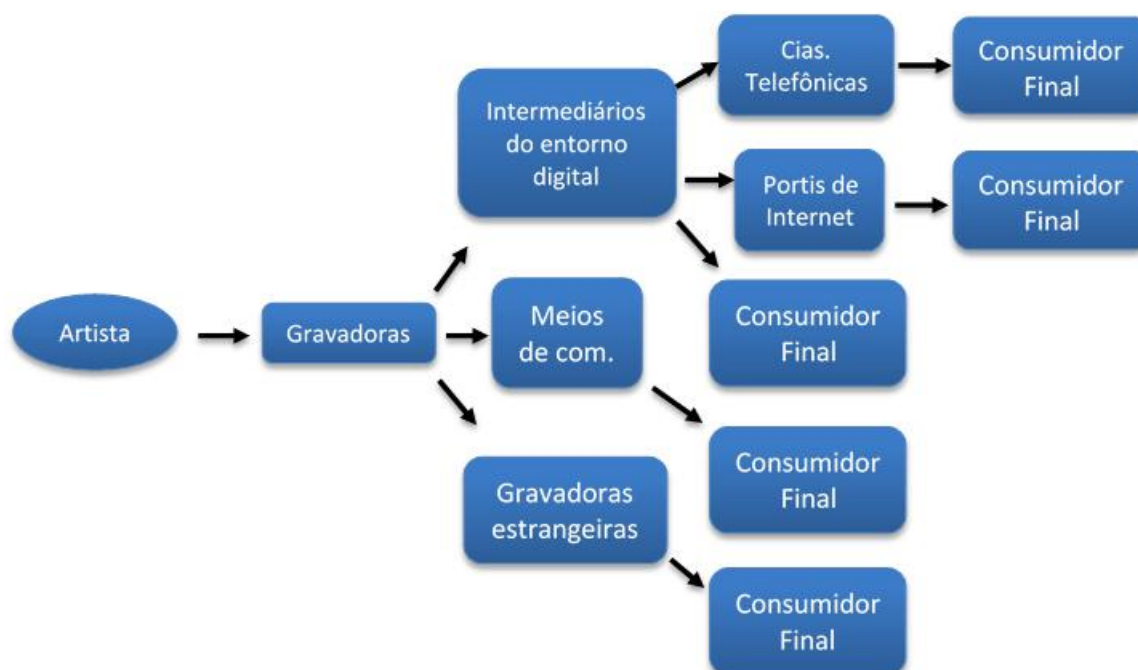 Cias.
Telefônicas
Consumidor
Final
Intermediários
do entorno
digital
Portis de
Internet
Consumidor
Final
Artista
Gravadoras
Meios
de com.
Consumidor
Final
Gravadoras
estrangeiras
Consumidor
Final
Consumidor
Final